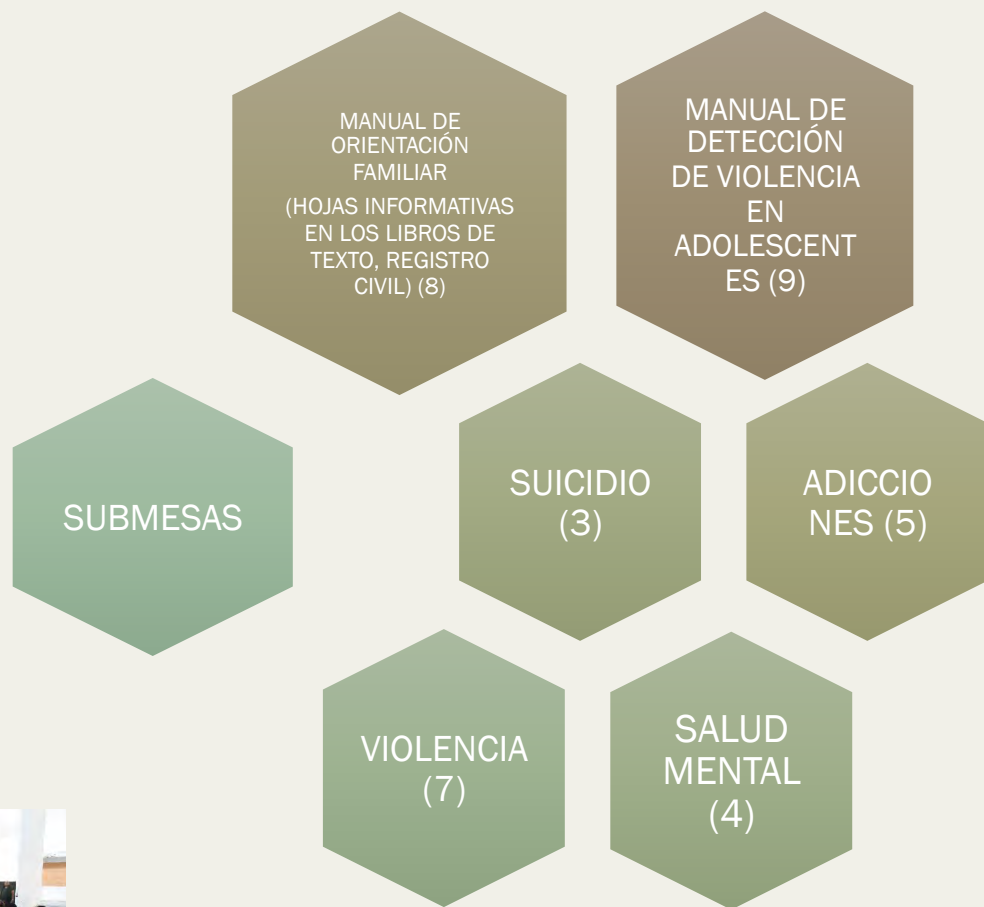 MANUAL DE
ORIENTACIÓN
FAMILIAR
(HOJAS INFORMATIVAS
EN LOS LIBROS DE
TEXTO, REGISTRO
CIVIL) (8)
MANUAL DE
DETECCIÓN
DE VIOLENCIA
EN
ADOLESCENT
ES (9)
SUBMESAS
SUICIDIO
(3)
ADICCIO
NES (5)
VIOLENCIA
(7)
SALUD
MENTAL
(4)